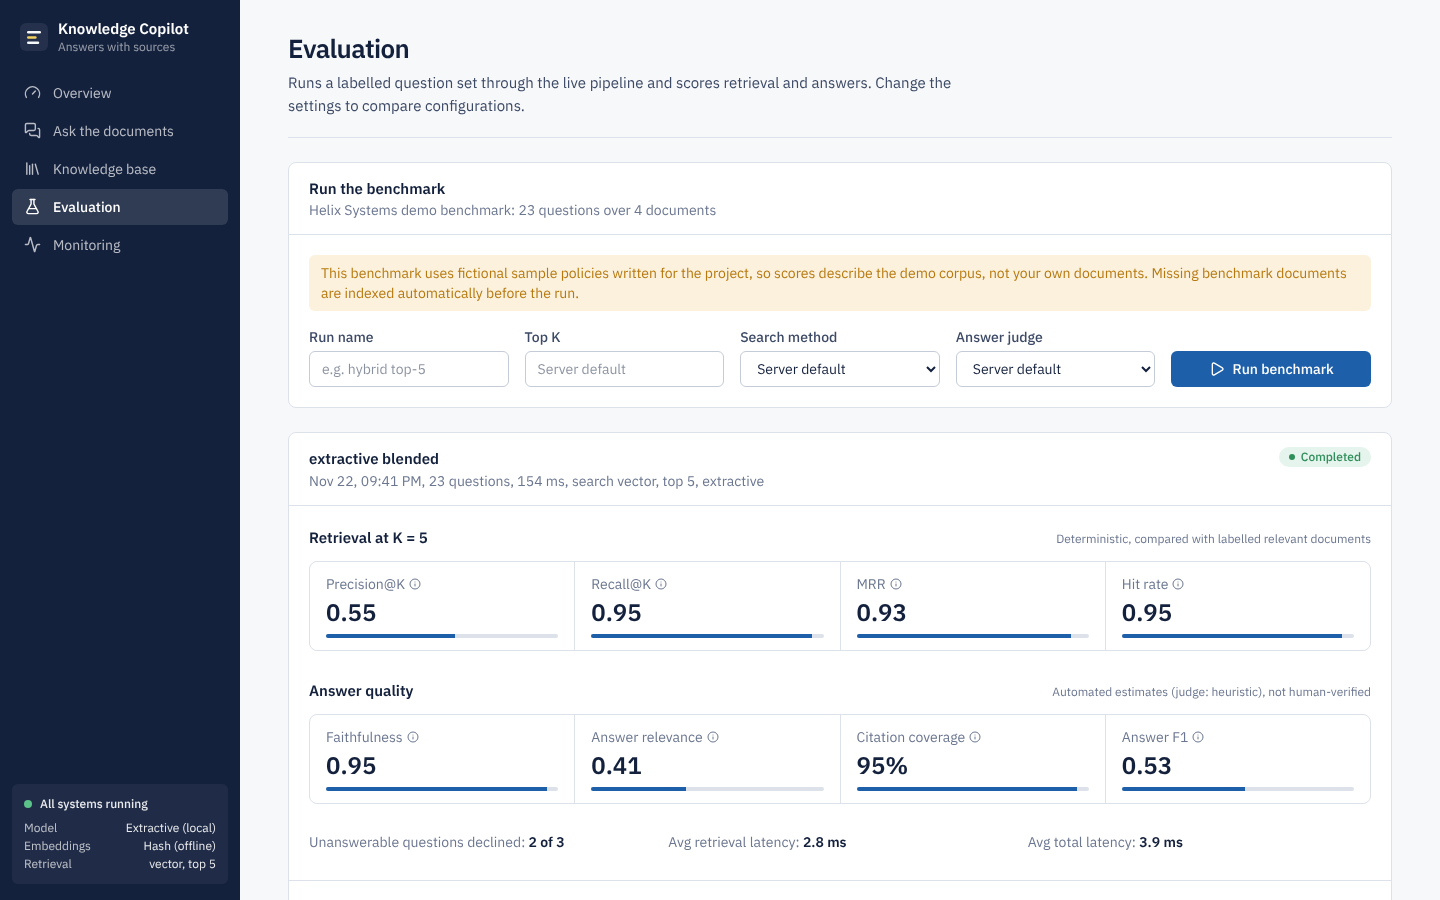 Knowledge Copilot
Answers with sources
Overview
Ask the documents
Knowledge base
Evaluation
Monitoring
All systems running
Model Extractive (local)
Embeddings Hash (offline)
Retrieval vector, top 5
Evaluation
Runs a labelled question set through the live pipeline and scores retrieval and answers. Change the
settings to compare configurations.
Run the benchmark
Helix Systems demo benchmark: 23 questions over 4 documents
This benchmark uses fictional sample policies written for the project, so scores describe the demo corpus, not your own documents. Missing benchmark documents
are indexed automatically before the run.
Run name Top K Search method Answer judge
e.g. hybrid top-5 Server default Server default Server default Run benchmark
extractive blended Completed
Nov 22, 09:41 PM, 23 questions, 154 ms, search vector, top 5, extractive
Retrieval at K = 5 Deterministic, compared with labelled relevant documents
Precision@K Recall@K MRR Hit rate
0.55 0.95 0.93 0.95
Answer quality Automated estimates (judge: heuristic), not human-verified
Faithfulness Answer relevance Citation coverage Answer F1
0.95 0.41 95% 0.53
Unanswerable questions declined: 2 of 3 Avg retrieval latency: 2.8 ms Avg total latency: 3.9 ms